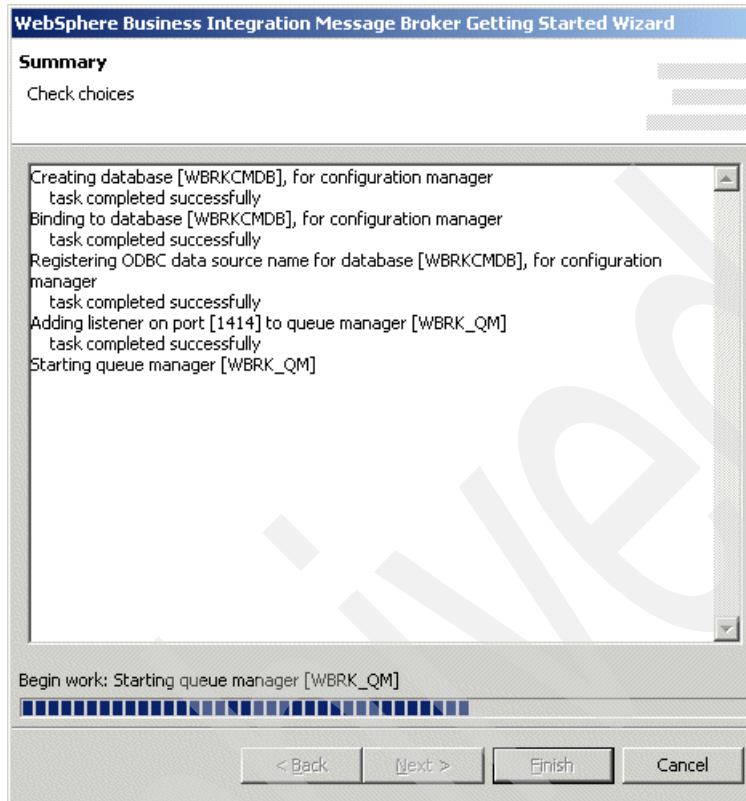 WebSphere Business Integration Message Broker Getting Started Wizard
Summary
Check choices
Creating database [WBRKCMDB], for configuration manager
task completed successfully
Binding to database [WBRKCMDB], for configuration manager
task completed successfully
Registering ODBC data source name for database [WBRKCMDB], for configuration
manager
task completed successfully
Adding listener on port [1414] to queue manager [WBRK_QM]
task completed successfully
Starting queue manager [WBRK_QM]
Begin work: Starting queue manager [WBRK_QM]
< Back
Next >
Finish
Cancel